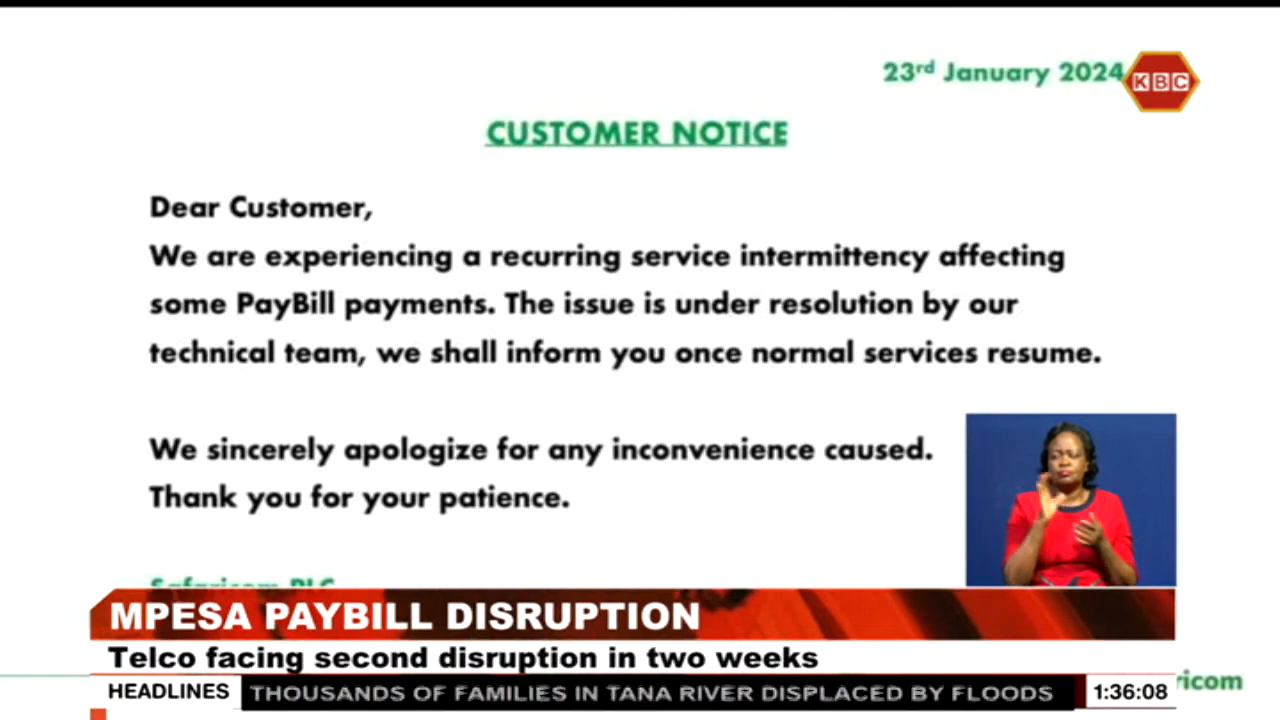 23rd January 2024
KBC
CUSTOMER NOTICE
Dear Customer,
We are experiencing a recurring service intermittency affecting
some PayBill payments. The issue is under resolution by our
technical team, we shall inform you once normal services resume.
We sincerely apologize for any inconvenience caused.
Thank you for your patience.
Safaricom PLC
MPESA PAYBILL DISRUPTION
Telco facing second disruption in two weeks
HEADLINES THOUSANDS OF FAMILIES IN TANA RIVER DISPLACED BY FLOODS 1:36:08 ricom